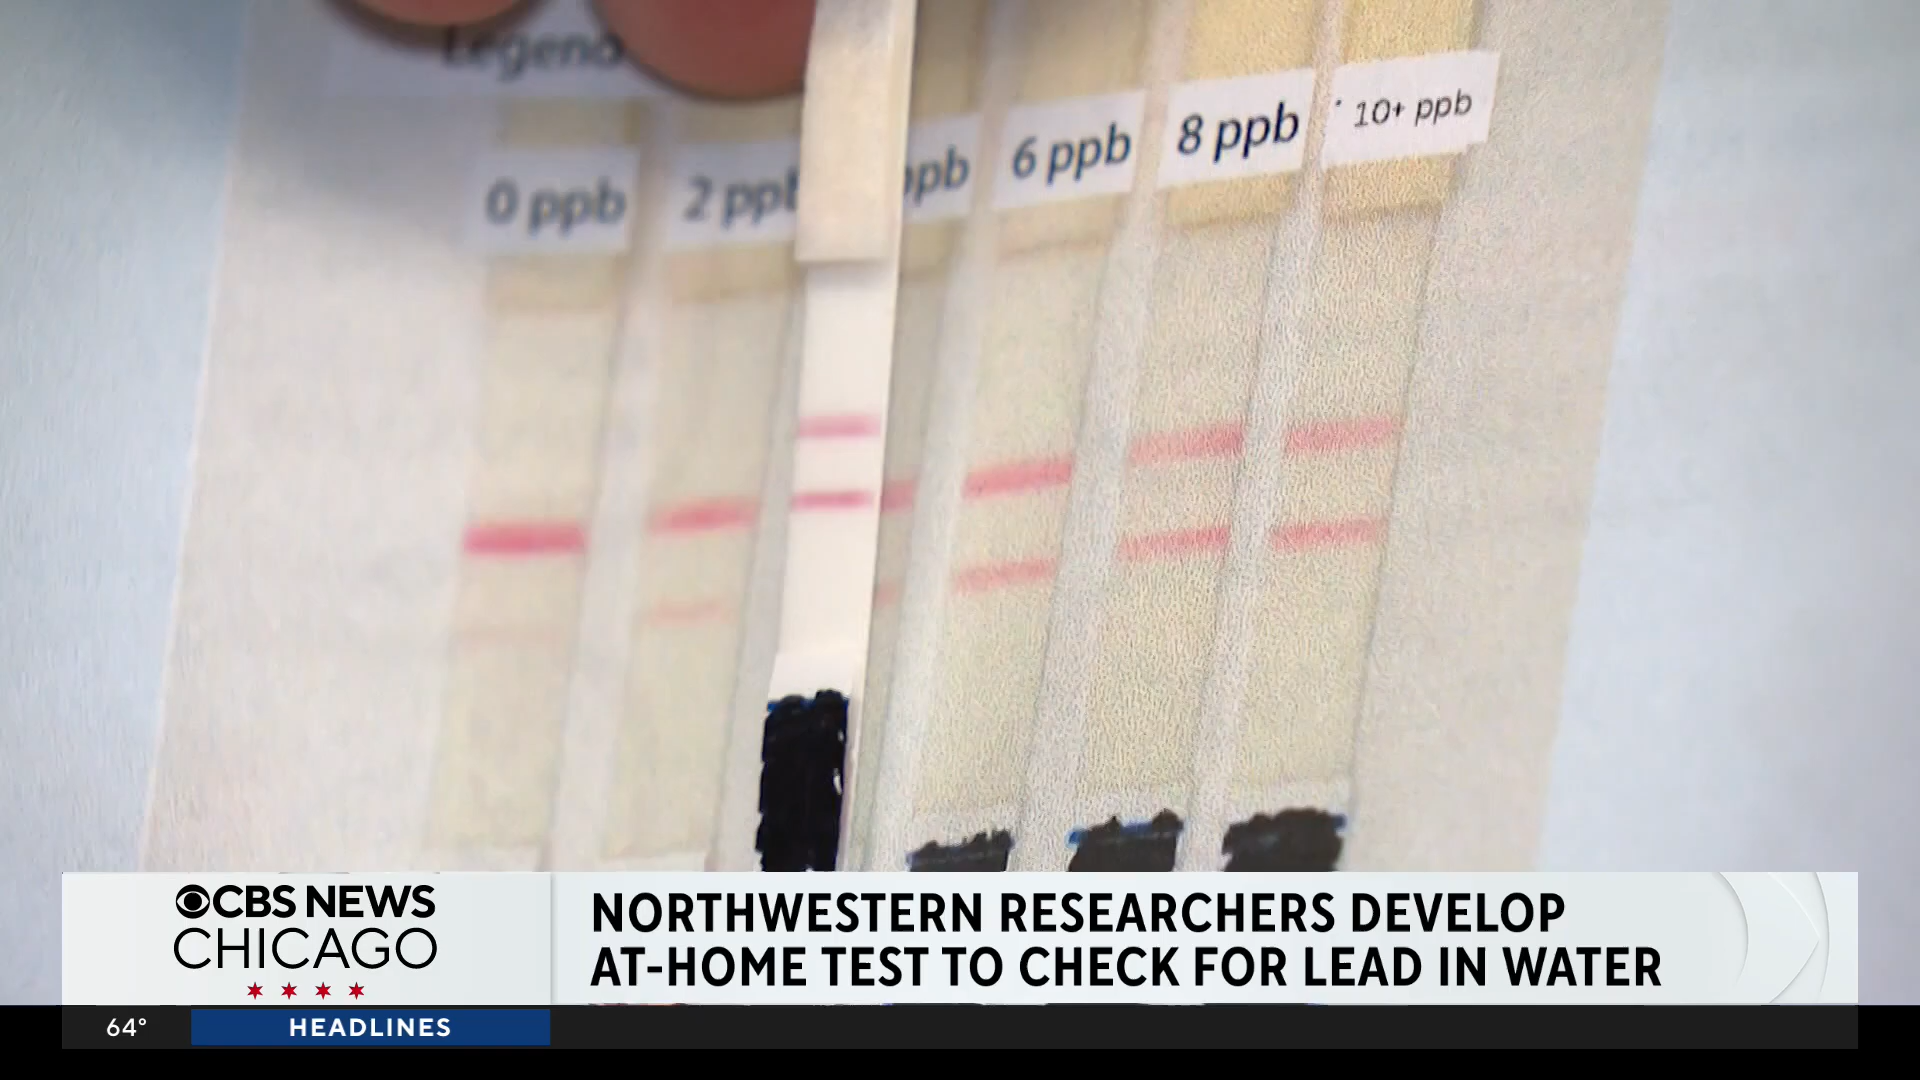 Legend
0 ppb
2 ppb
ppb
6 ppb
8 ppb
10+ ppb
CBS NEWS
CHICAGO
NORTHWESTERN RESEARCHERS DEVELOP
AT-HOME TEST TO CHECK FOR LEAD IN WATER
64°
HEADLINES